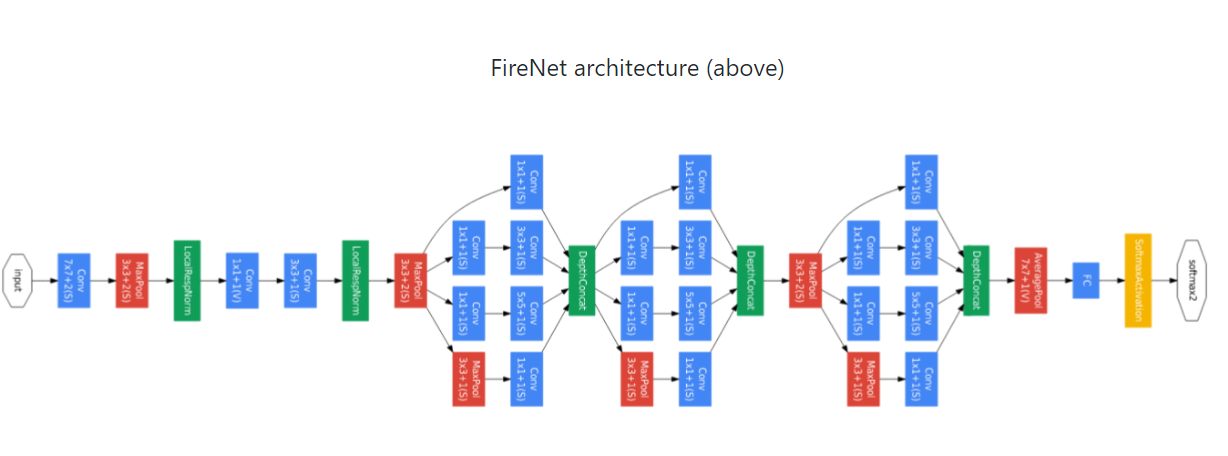 FireNet architecture (above)
input
Conv
7x7+2(S)
MaxPool
3x3+2(S)
LocalRespNorm
Conv
1x1+1(V)
Conv
3x3+1(S)
LocalRespNorm
MaxPool
3x3+2(S)
Conv
1x1+1(S)
Conv
1x1+1(S)
Conv
3x3+1(S)
Conv
1x1+1(S)
Conv
5x5+1(S)
MaxPool
3x3+1(S)
Conv
1x1+1(S)
DepthConcat
Conv
1x1+1(S)
Conv
1x1+1(S)
Conv
3x3+1(S)
Conv
1x1+1(S)
Conv
5x5+1(S)
MaxPool
3x3+1(S)
Conv
1x1+1(S)
DepthConcat
MaxPool
3x3+2(S)
Conv
1x1+1(S)
Conv
1x1+1(S)
Conv
3x3+1(S)
Conv
1x1+1(S)
Conv
5x5+1(S)
MaxPool
3x3+1(S)
Conv
1x1+1(S)
DepthConcat
AveragePool
7x7+1(V)
FC
SoftmaxActivation
softmax2